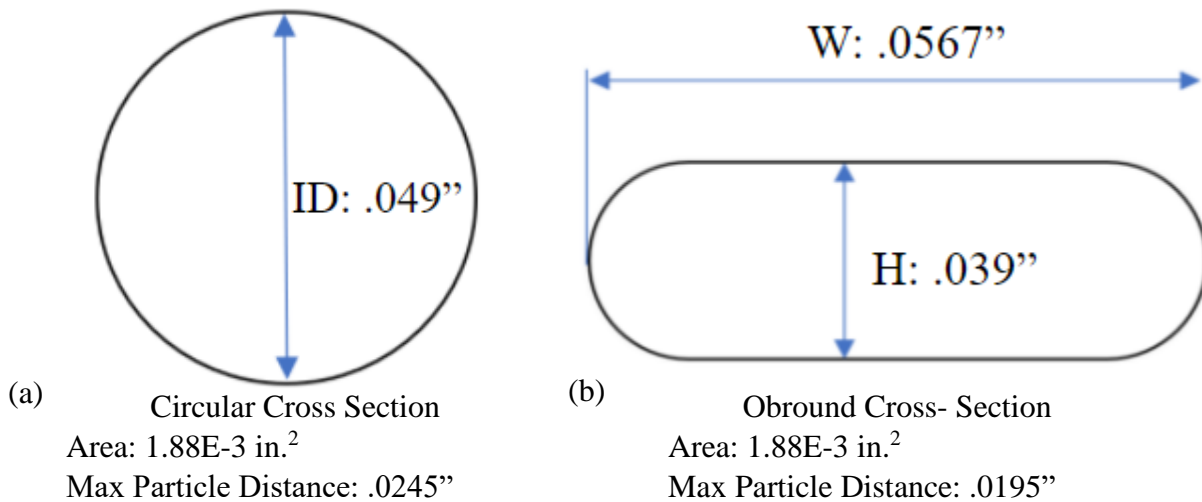 W: .0567”
ID: .049”
H: .039”
(a)
Circular Cross Section
Area: 1.88E-3 in.²
Max Particle Distance: .0245”
(b)
Obround Cross- Section
Area: 1.88E-3 in.²
Max Particle Distance: .0195”